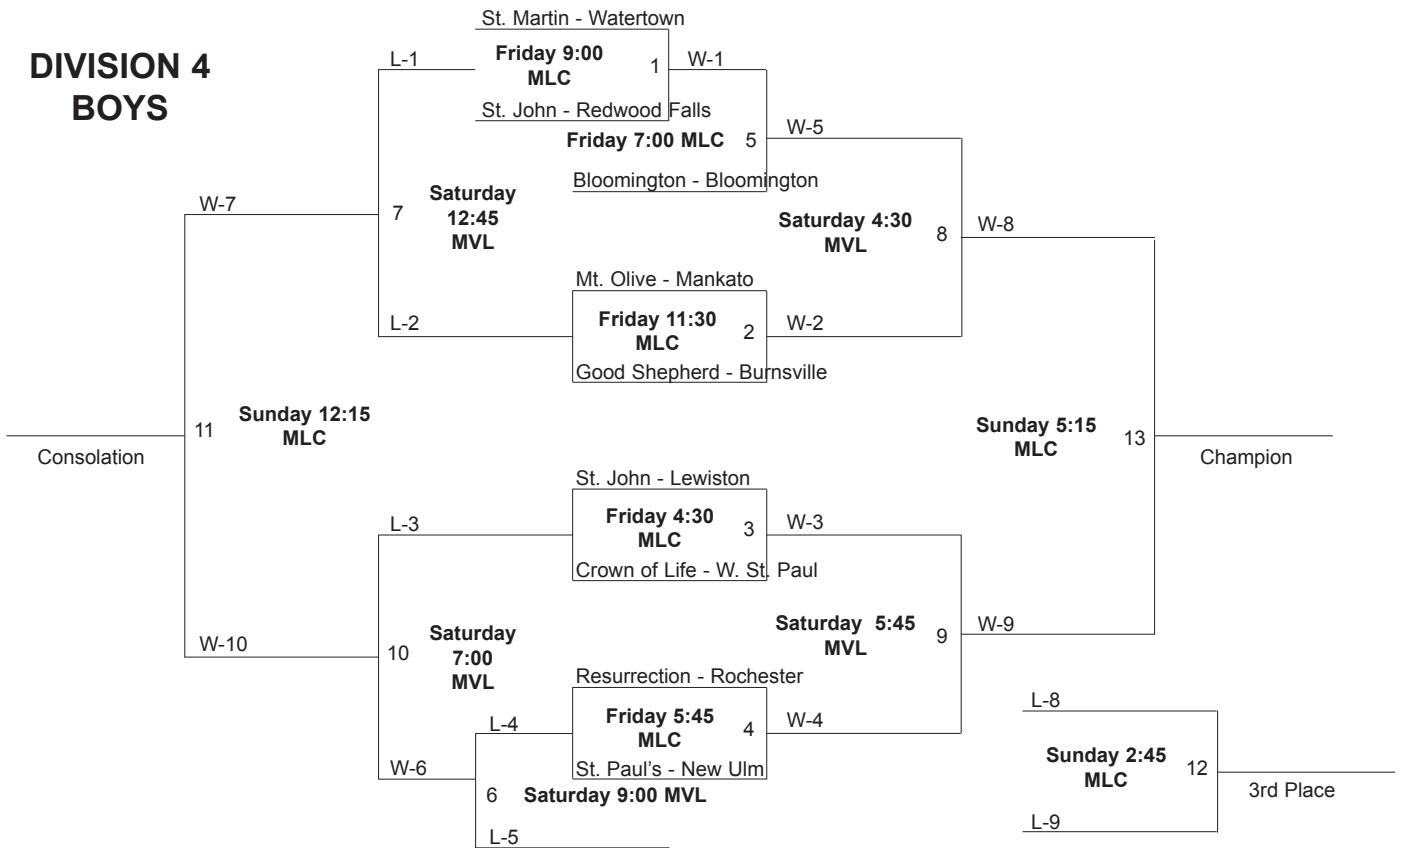 DIVISION 4
BOYS
St. Martin - Watertown
Friday 9:00
MLC
1
L-1
W-1
St. John - Redwood Falls
Friday 7:00 MLC
5
W-5
Bloomington - Bloomington
W-7
7
Saturday
12:45
MVL
Saturday 4:30
MVL
8
W-8
Mt. Olive - Mankato
L-2
Friday 11:30
MLC
2
W-2
Good Shepherd - Burnsville
11
Sunday 12:15
MLC
Consolation
Sunday 5:15
MLC
13
Champion
St. John - Lewiston
L-3
Friday 4:30
MLC
3
W-3
Crown of Life - W. St. Paul
W-10
10
Saturday
7:00
MVL
Saturday  5:45
MVL
9
W-9
Resurrection - Rochester
L-4
Friday 5:45
MLC
4
W-4
St. Paul's - New Ulm
W-6
6
Saturday 9:00 MVL
L-5
L-8
Sunday 2:45
MLC
12
3rd Place
L-9